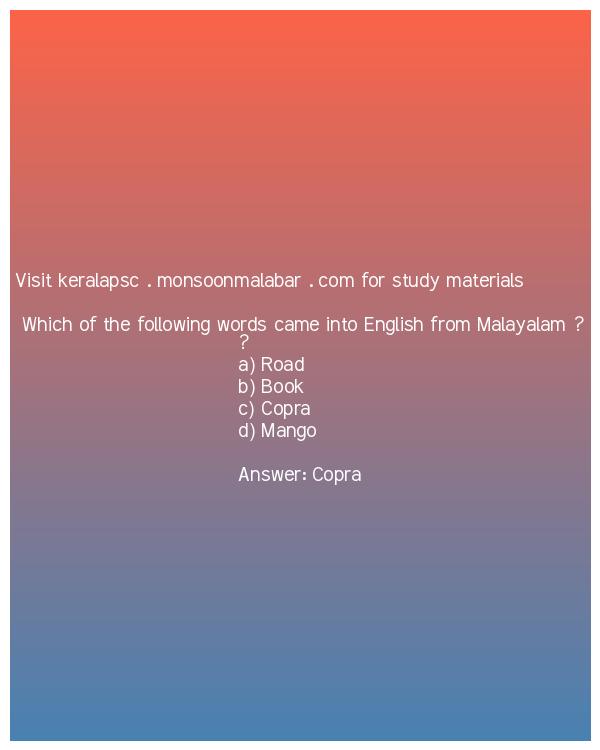 Visit keralapsc . monsoonmalabar . com for study materials
Which of the following words came into English from Malayalam ?
?
a) Road
b) Book
c) Copra
d) Mango
Answer: Copra